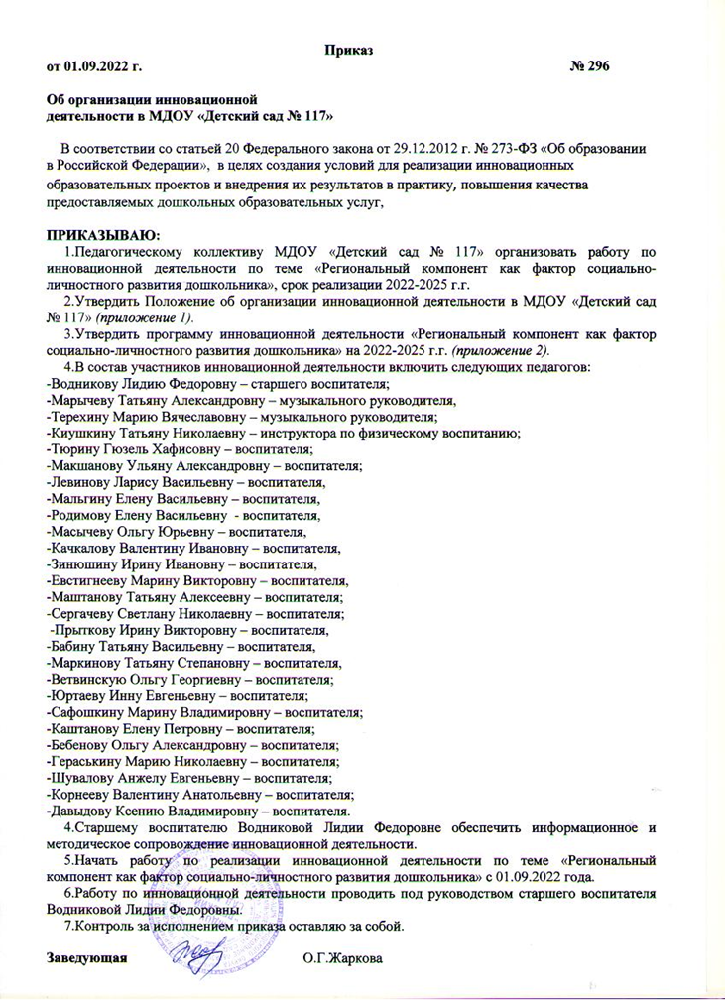 Приказ
от 01.09.2022 г. № 296
Об организации инновационной
деятельности в МДОУ «Детский сад № 117»
В соответствии со статьей 20 Федерального закона от 29.12.2012 г. № 273-ФЗ «Об образовании
в Российской Федерации», в целях создания условий для реализации инновационных
образовательных проектов и внедрения их результатов в практику, повышения качества
предоставляемых дошкольных образовательных услуг,
ПРИКАЗЫВАЮ:
1.Педагогическому коллективу МДОУ «Детский сад № 117» организовать работу по
инновационной деятельности по теме «Региональный компонент как фактор социально-
личностного развития дошкольника», срок реализации 2022-2025 г.г.
2.Утвердить Положение об организации инновационной деятельности в МДОУ «Детский сад
№ 117» (приложение 1).
3.Утвердить программу инновационной деятельности «Региональный компонент как фактор
социально-личностного развития дошкольника» на 2022-2025 г.г. (приложение 2).
4.В состав участников инновационной деятельности включить следующих педагогов:
-Водникову Лидию Федоровну – старшего воспитателя;
-Марычеву Татьяну Александровну – музыкального руководителя,
-Терехину Марию Вячеславовну – музыкального руководителя;
-Киушкину Татьяну Николаевну – инструктора по физическому воспитанию;
-Тюрину Гюзель Хафисовну – воспитателя;
-Макшанову Ульяну Александровну – воспитателя;
-Левинову Ларису Васильевну – воспитателя,
-Мальгину Елену Васильевну – воспитателя,
-Родимову Елену Васильевну - воспитателя,
-Масычеву Ольгу Юрьевну – воспитателя;
-Качкалову Валентину Ивановну – воспитателя,
-Зинюшину Ирину Ивановну – воспитателя,
-Евстигнееву Марину Викторовну – воспитателя,
-Маштанову Татьяну Алексеевну – воспитателя;
-Сергачеву Светлану Николаевну – воспитателя;
-Прыткову Ирину Викторовну – воспитателя,
-Бабину Татьяну Васильевну – воспитателя,
-Маркинову Татьяну Степановну – воспитателя,
-Ветвинскую Ольгу Георгиевну – воспитателя;
-Юртаеву Инну Евгеньевну – воспитателя;
-Сафошкину Марину Владимировну – воспитателя;
-Каштанову Елену Петровну – воспитателя;
-Бебенову Ольгу Александровну – воспитателя;
-Гераськину Марию Николаевну – воспитателя;
-Шувалову Анжелу Евгеньевну – воспитателя;
-Корнееву Валентину Анатольевну – воспитателя;
-Давыдову Ксению Владимировну – воспитателя.
4.Старшему воспитателю Водниковой Лидии Федоровне обеспечить информационное и
методическое сопровождение инновационной деятельности.
5.Начать работу по реализации инновационной деятельности по теме «Региональный
компонент как фактор социально-личностного развития дошкольника» с 01.09.2022 года.
6.Работу по инновационной деятельности проводить под руководством старшего воспитателя
Водниковой Лидии Федоровны.
7.Контроль за исполнением приказа оставляю за собой.
Заведующая О.Г.Жаркова